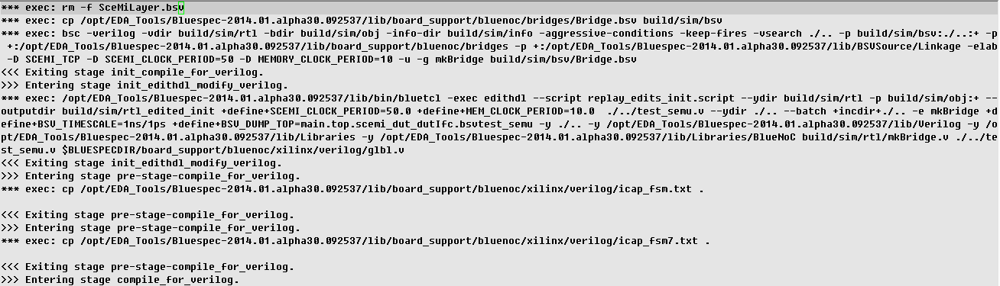 *** exec: rm -f SceMiLayer.bsv
*** exec: cp /opt/EDA_Tools/Bluespec-2014.01.alpha30.092537/lib/board_support/bluenoc/bridges/Bridge.bsv build/sim/bsv
*** exec: bsc -verilog -vdir build/sim/rtl -bdir build/sim/obj -info-dir build/sim/info -aggressive-conditions -keep-fires -vsearch ./.. -p build/sim/bsv:./..:+ -p
+:/opt/EDA_Tools/Bluespec-2014.01.alpha30.092537/lib/board_support/bluenoc/bridges -p +:/opt/EDA_Tools/Bluespec-2014.01.alpha30.092537/lib/BSVSource/Linkage -elab
-D SCEMI_TCP -D SCEMI_CLOCK_PERIOD=50 -D MEMORY_CLOCK_PERIOD=10 -u -g mkBridge build/sim/bsv/Bridge.bsv
<<< Exiting stage init_compile_for_verilog.
>>> Entering stage init_edithdl_modify_verilog.
*** exec: /opt/EDA_Tools/Bluespec-2014.01.alpha30.092537/lib/bin/bluetcl -exec edithdl --script replay_edits_init.script --ydir build/sim/rtl -p build/sim/obj:+ --
outputdir build/sim/rtl_edited_init +define+SCEMI_CLOCK_PERIOD=50.0 +define+MEM_CLOCK_PERIOD=10.0  ./../test_semu.v --ydir ./.. --batch +incdir+./.. -e mkBridge +d
efine+BSV_TIMESCALE=1ns/1ps +define+BSV_DUMP_TOP=main.top.scemi_dut_dutIfc.bsvtest_semu -y ./.. -y /opt/EDA_Tools/Bluespec-2014.01.alpha30.092537/lib/Verilog -y /o
pt/EDA_Tools/Bluespec-2014.01.alpha30.092537/lib/Libraries -y /opt/EDA_Tools/Bluespec-2014.01.alpha30.092537/lib/Libraries/BlueNoC build/sim/rtl/mkBridge.v ./../te
st_semu.v $BLUESPECDIR/board_support/bluenoc/xilinx/verilog/glbl.v
<<< Exiting stage init_edithdl_modify_verilog.
>>> Entering stage pre-stage-compile_for_verilog.
*** exec: cp /opt/EDA_Tools/Bluespec-2014.01.alpha30.092537/lib/board_support/bluenoc/xilinx/verilog/icap_fsm.txt .
<<< Exiting stage pre-stage-compile_for_verilog.
>>> Entering stage pre-stage-compile_for_verilog.
*** exec: cp /opt/EDA_Tools/Bluespec-2014.01.alpha30.092537/lib/board_support/bluenoc/xilinx/verilog/icap_fsm7.txt .
<<< Exiting stage pre-stage-compile_for_verilog.
>>> Entering stage compile_for_verilog.